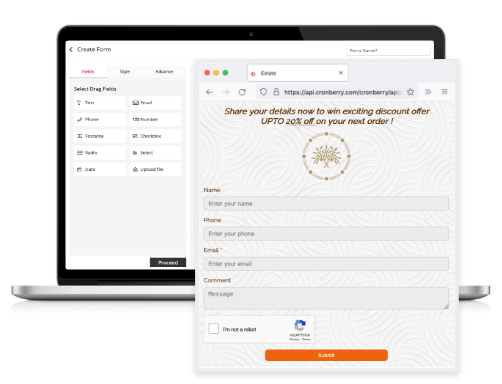 Create Form
Form Name*
Fields
Style
Advance
Select Drag Fields
Text
Email
Phone
123 Number
Textarea
Checkbox
Radio
Select
Date
Upload file
Proceed
Estate
https://api.cronberry.com/cronberry/api
Share your details now to win exciting discount offer
UPTO 20% off on your next order !
Name
Enter your name
Phone
Enter your phone
Email *
Enter your email
Comment
Message
I'm not a robot
reCAPTCHA
Privacy - Terms
Submit